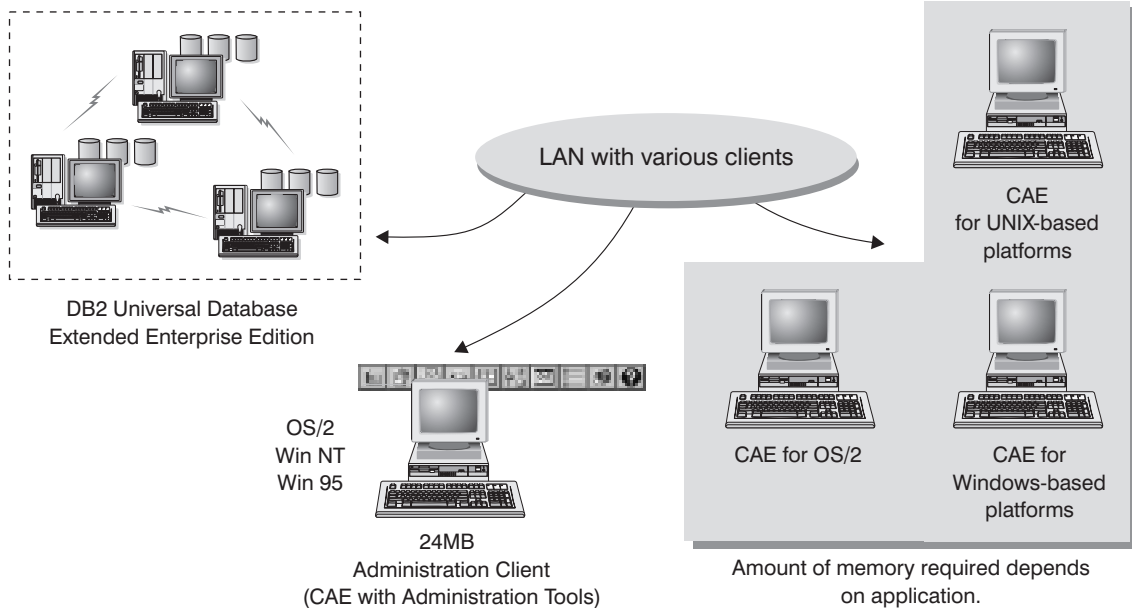 LAN with various clients
DB2 Universal Database
Extended Enterprise Edition
OS/2
Win NT
Win 95
24MB
Administration Client
(CAE with Administration Tools)
CAE
for UNIX-based
platforms
CAE for OS/2
CAE for
Windows-based
platforms
Amount of memory required depends
on application.